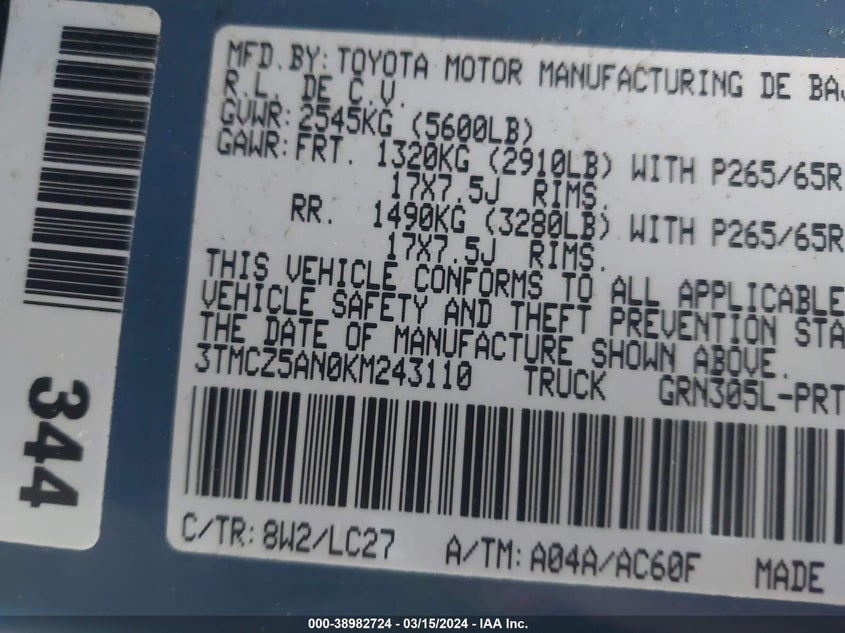 MFD.BY: TOYOTA MOTOR MANUFACTURING DE BAJ
R.L. DE C.V.
GVWR: 2545KG (5600LB)
GAWR: FRT. 1320KG (2910LB) WITH P265/65R
17X7.5J RIMS.
RR. 1490KG (3280LB) WITH P265/65R
17X7.5J RIMS.
THIS VEHICLE CONFORMS TO ALL APPLICABLE
VEHICLE SAFETY AND THEFT PREVENTION STA
THE DATE OF MANUFACTURE SHOWN ABOVE.
3TMCZ5AN0KM243110 TRUCK GRN305L-PRT
C/TR: 8W2/LC27 A/TM: A04A/AC60F MADE
344
000-38982724 - 03/15/2024 - IAA Inc.